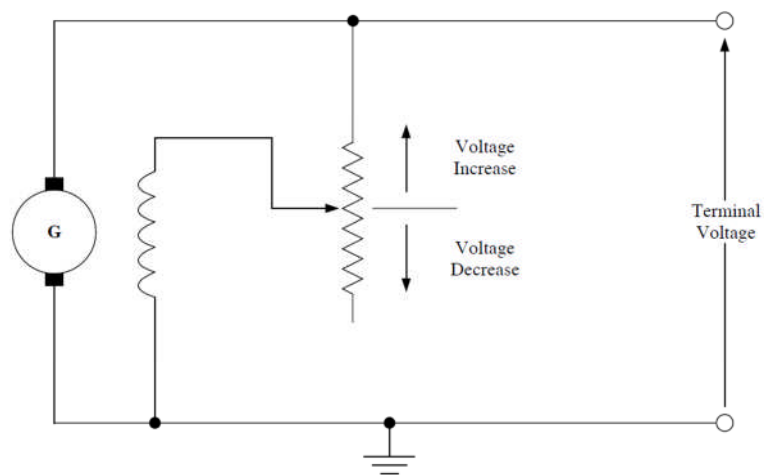 Voltage
Increase
G
Voltage
Decrease
Terminal
Voltage